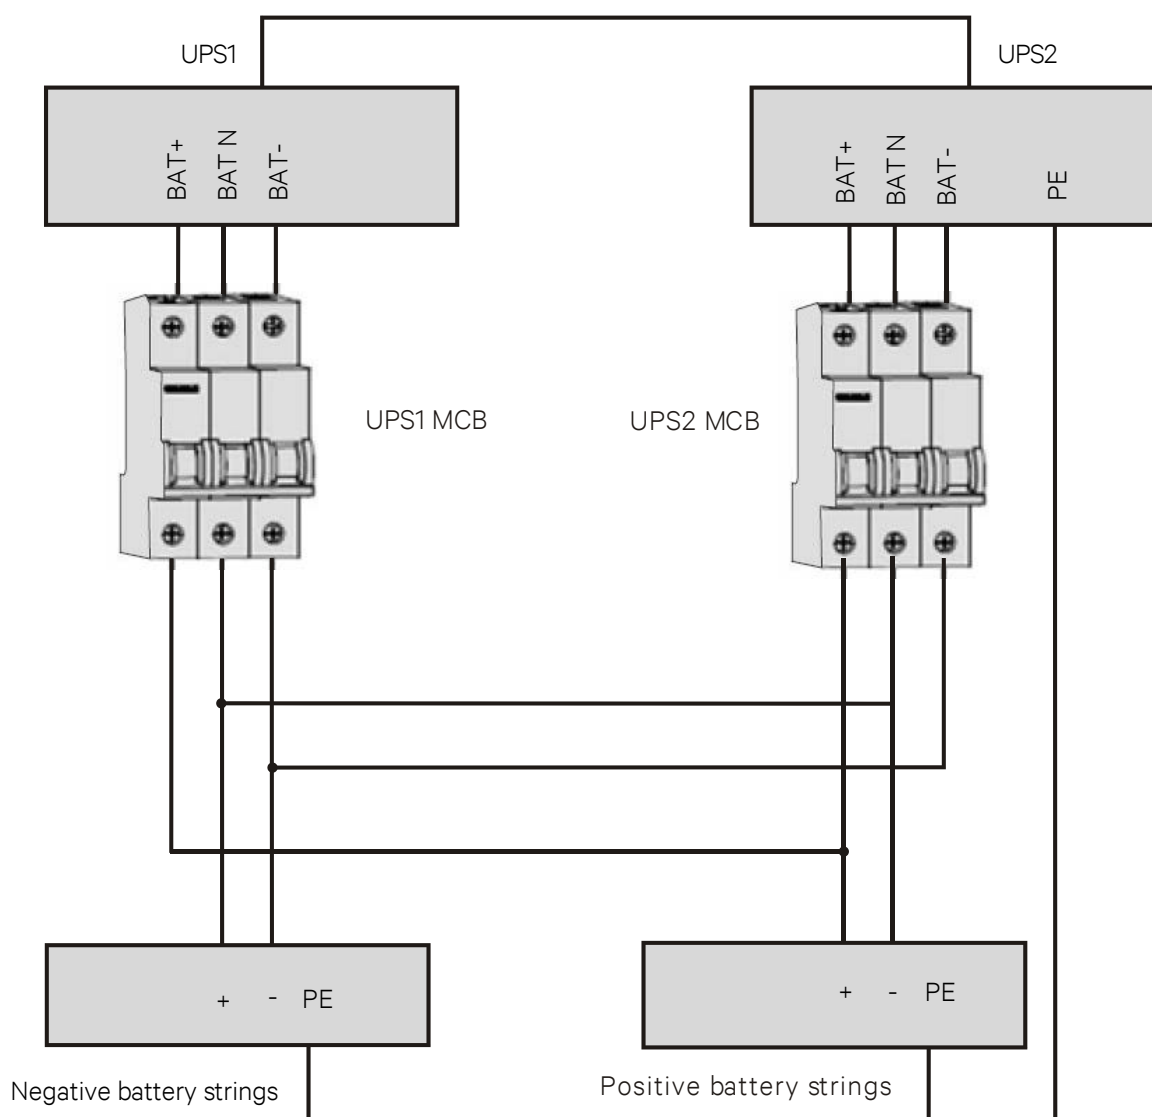 UPS1
UPS2
BAT+
BAT N
BAT-
BAT+
BAT N
BAT-
PE
UPS1 MCB
UPS2 MCB
+ - PE
+ - PE
Negative battery strings
Positive battery strings